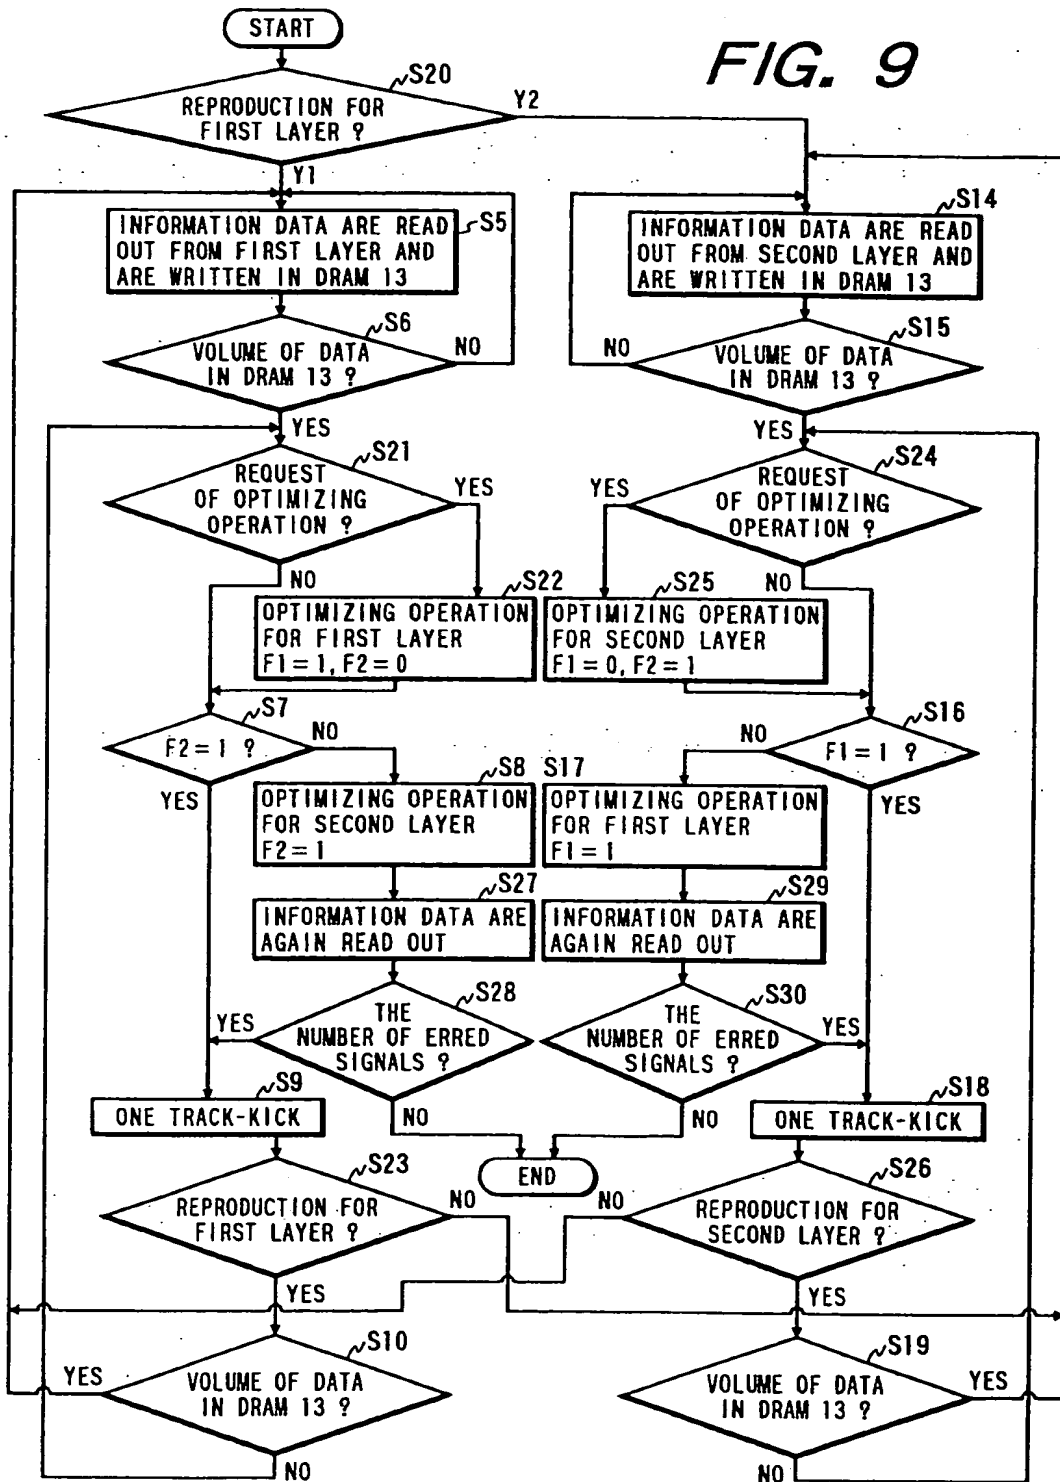 START
FIG. 9
S20
REPRODUCTION FOR
FIRST LAYER ?
Y2
Y1
S5
INFORMATION DATA ARE READ
OUT FROM FIRST LAYER AND
ARE WRITTEN IN DRAM 13
S14
INFORMATION DATA ARE READ
OUT FROM SECOND LAYER AND
ARE WRITTEN IN DRAM 13
S6
VOLUME OF DATA
IN DRAM 13 ?
NO
YES
S15
NO
VOLUME OF DATA
IN DRAM 13 ?
YES
S21
REQUEST
OF OPTIMIZING
OPERATION ?
YES
NO
S24
YES
REQUEST
OF OPTIMIZING
OPERATION ?
NO
S22
OPTIMIZING OPERATION
FOR FIRST LAYER
F1=1, F2=0
S25
OPTIMIZING OPERATION
FOR SECOND LAYER
F1=0, F2=1
S7
F2=1 ?
NO
YES
S16
NO
F1=1 ?
YES
S8
OPTIMIZING OPERATION
FOR SECOND LAYER
F2=1
S17
OPTIMIZING OPERATION
FOR FIRST LAYER
F1=1
S27
INFORMATION DATA ARE
AGAIN READ OUT
S29
INFORMATION DATA ARE
AGAIN READ OUT
S28
YES
THE
NUMBER OF ERRED
SIGNALS ?
NO
S30
THE
NUMBER OF ERRED
SIGNALS ?
YES
NO
S9
ONE TRACK-KICK
S18
ONE TRACK-KICK
END
S23
REPRODUCTION FOR
FIRST LAYER ?
NO
YES
S26
NO
REPRODUCTION FOR
SECOND LAYER ?
YES
S10
YES
VOLUME OF DATA
IN DRAM 13 ?
NO
S19
VOLUME OF DATA
IN DRAM 13 ?
YES
NO